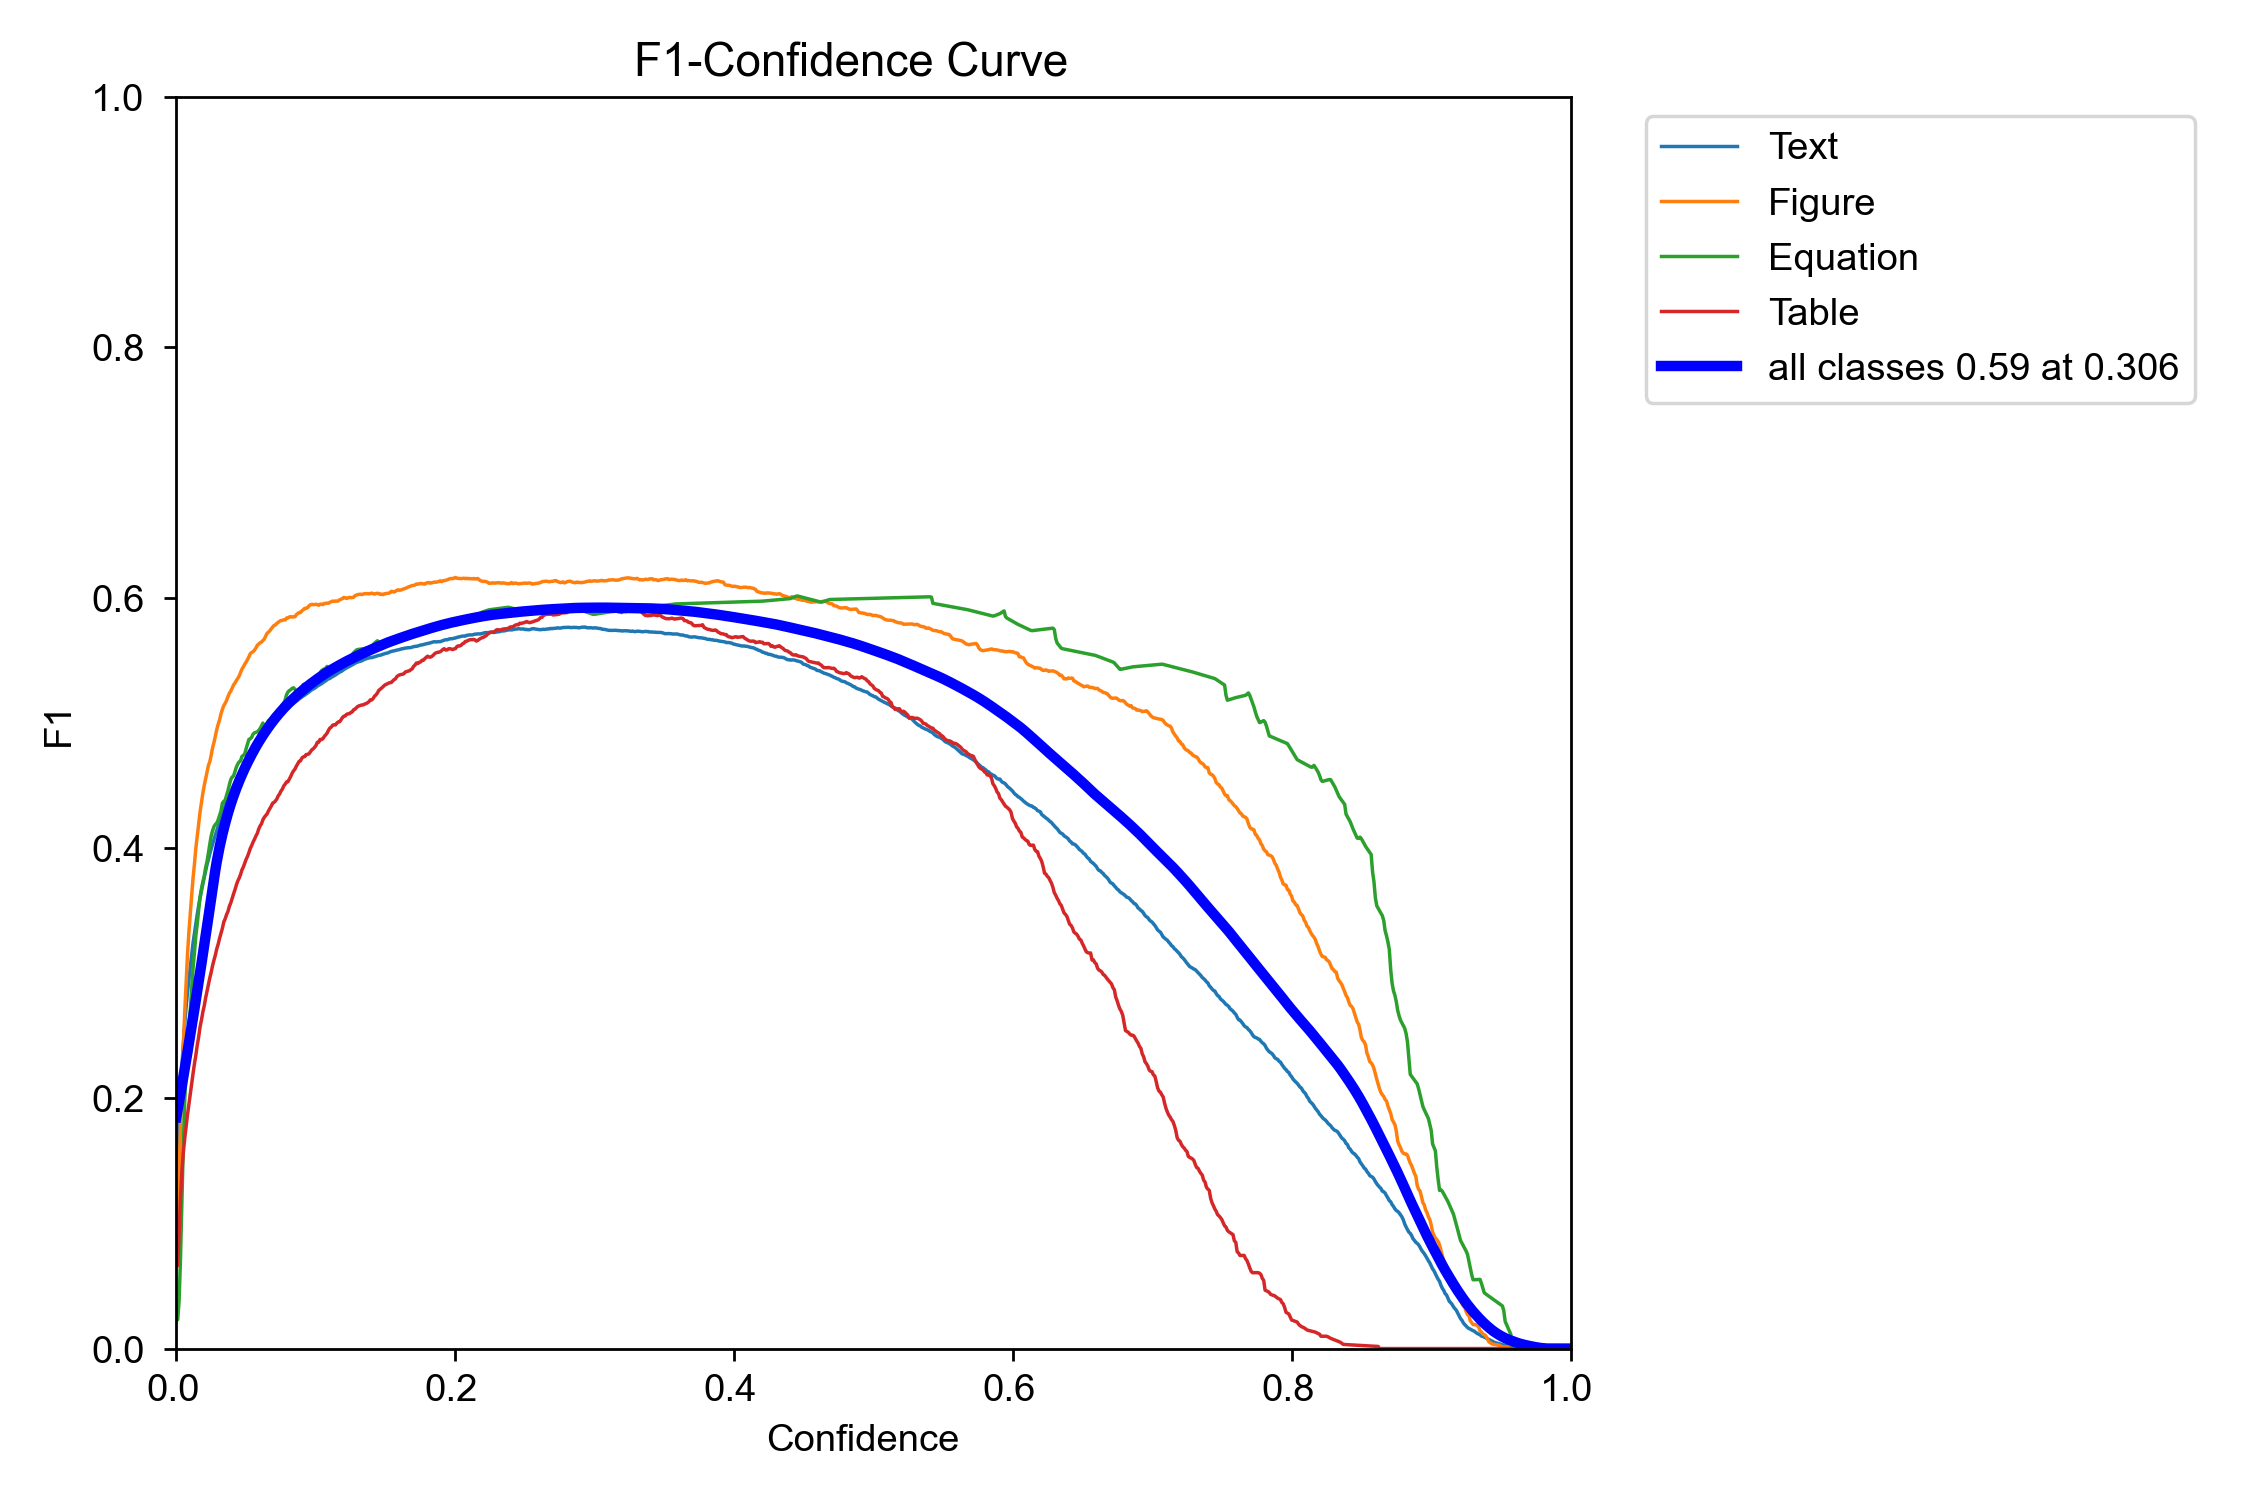 F1-Confidence Curve
1.0
0.8
0.6
0.4
0.2
0.0
F1
0.0 0.2 0.4 0.6 0.8 1.0
Confidence
Text
Figure
Equation
Table
all classes 0.59 at 0.306